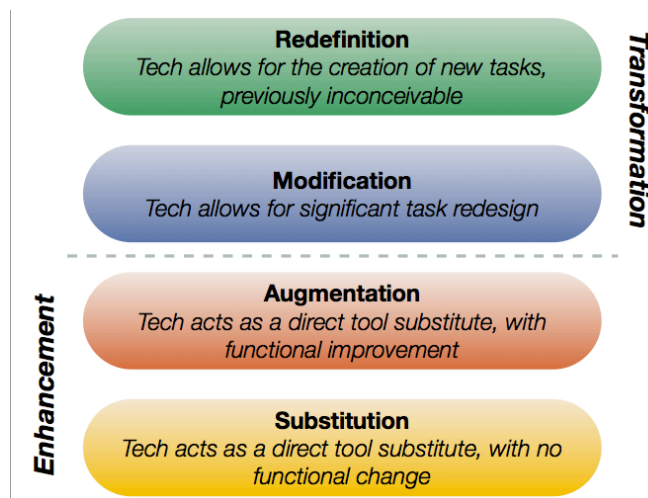 Redefinition
Tech allows for the creation of new tasks,
previously inconceivable
Modification
Tech allows for significant task redesign
Transformation
Augmentation
Tech acts as a direct tool substitute, with
functional improvement
Substitution
Tech acts as a direct tool substitute, with no
functional change
Enhancement